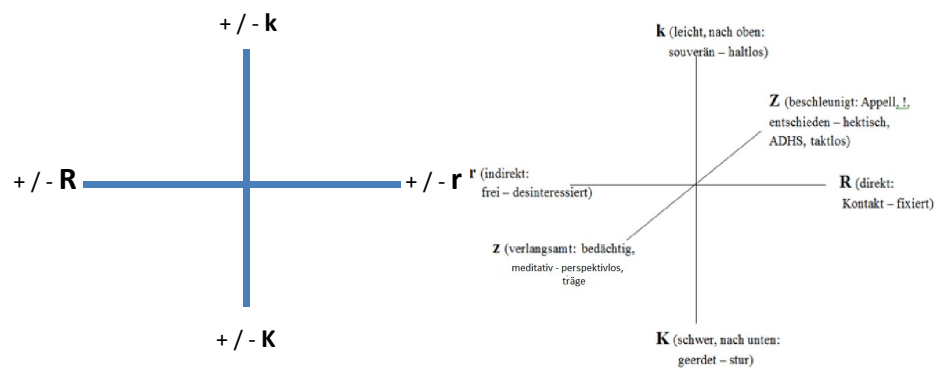 + / - k
+ / - R
+ / - r
+ / - K
k (leicht, nach oben:
souverän – haltlos)
Z (beschleunigt: Appell, !,
entschieden – hektisch,
ADHS, taktlos)
r (indirekt:
frei – desinteressiert)
R (direkt:
Kontakt – fixiert)
z (verlangsamt: bedächtig,
meditativ - perspektivlos,
träge
K (schwer, nach unten:
geerdet – stur)